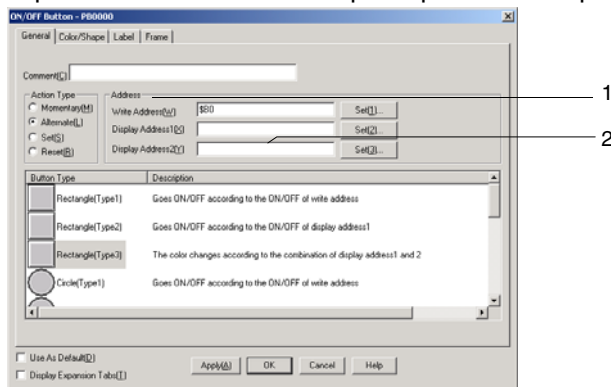 ON/OFF Button - PB0000
General Color/Shape Label Frame
Comment(C)
Action Type Address
Momentary(M) Write Address(W) $B0 Set(1)...
Alternate(L) Display Address1(X) Set(2)...
Set(S) Display Address2(Y) Set(3)...
Reset(R)
1
2
Button Type Description
Rectangle(Type1) Goes ON/OFF according to the ON/OFF of write address
Rectangle(Type2) Goes ON/OFF according to the ON/OFF of display address1
Rectangle(Type3) The color changes according to the combination of display address1 and 2
Circle(Type1) Goes ON/OFF according to the ON/OFF of write address
Use As Default(D)
Display Expansion Tabs(T)
Apply(A) OK Cancel Help